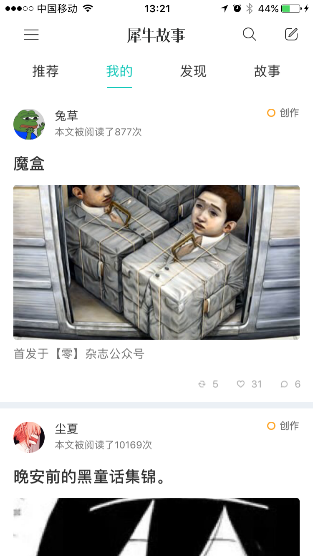 中国移动 13:21 44%
犀牛故事
推荐 我的 发现 故事
兔草 创作
本文被阅读了877次
魔盒
首发于【零】杂志公众号
5 31 6
尘夏 创作
本文被阅读了10169次
晚安前的黑童话集锦。